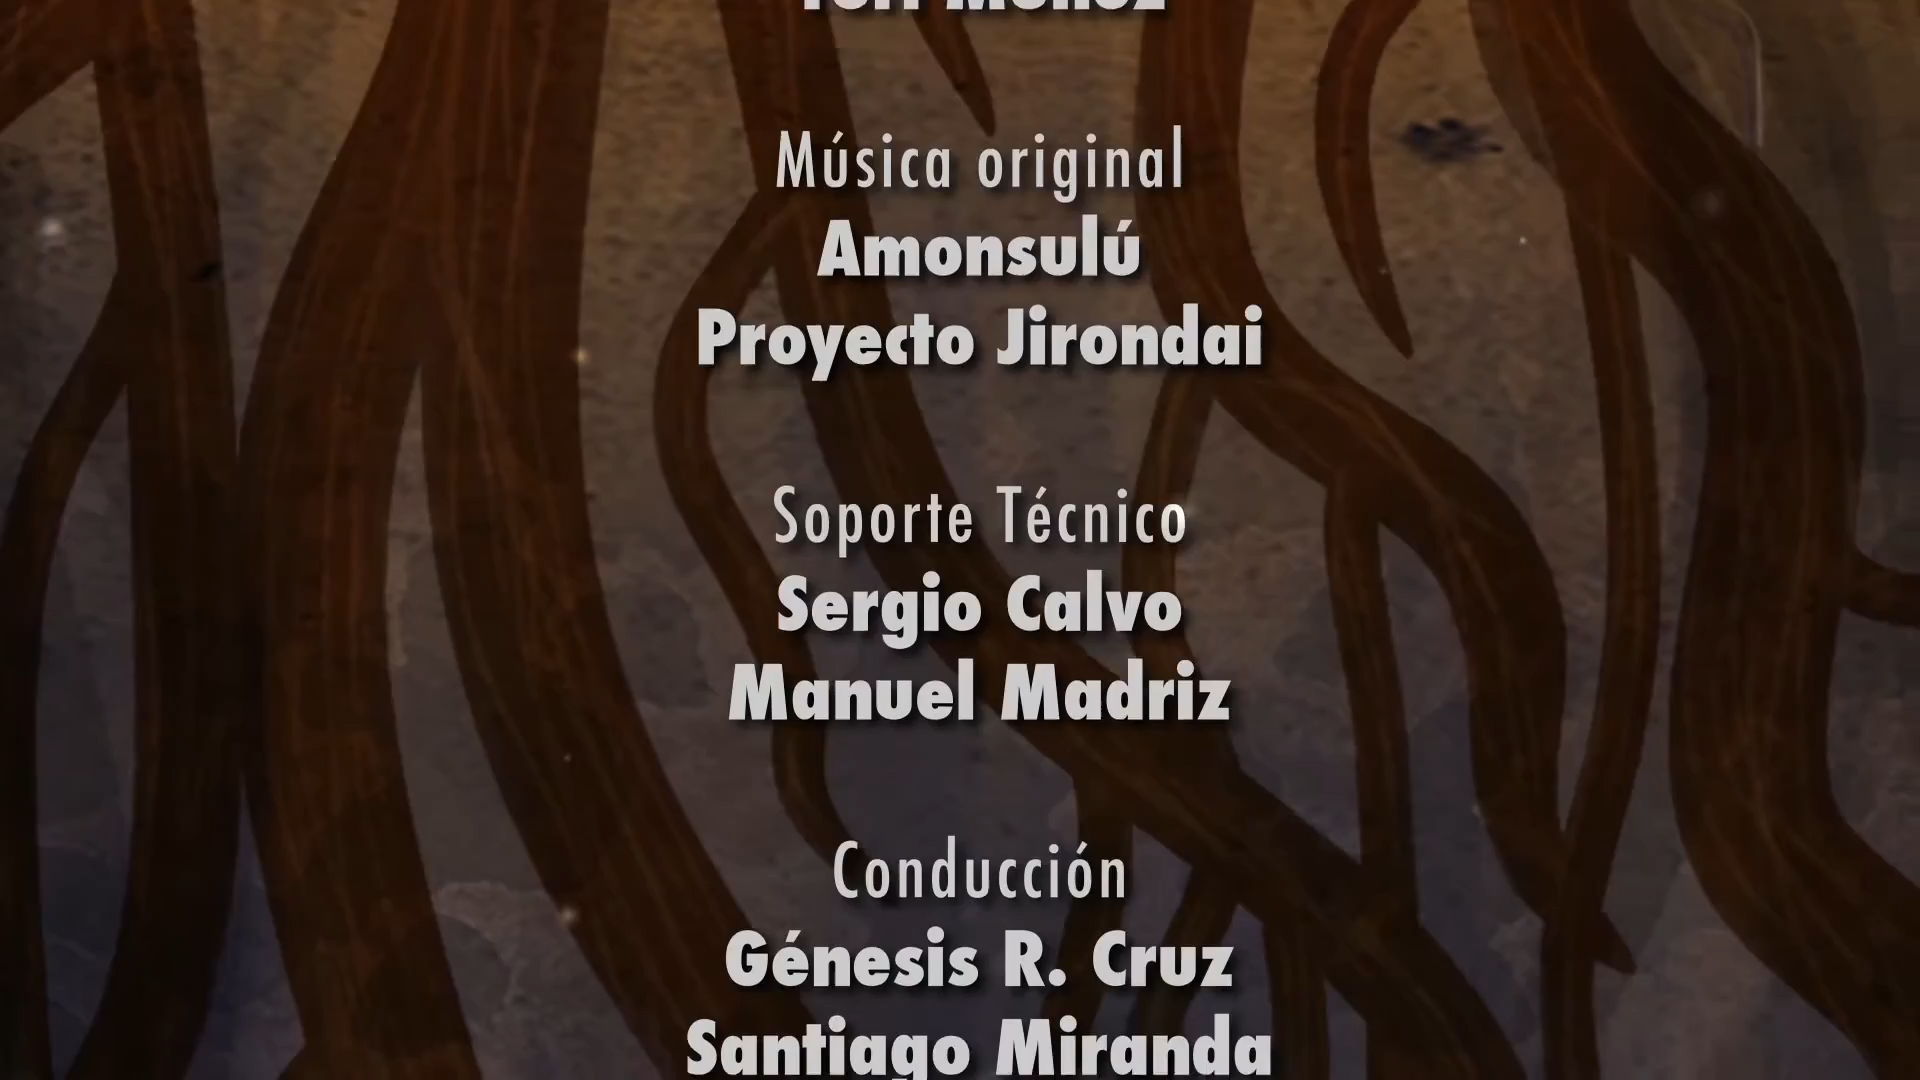 Música original
Amonsulú
Proyecto Jirondai
Soporte Técnico
Sergio Calvo
Manuel Madriz
Conducción
Génesis R. Cruz
Santiago Miranda